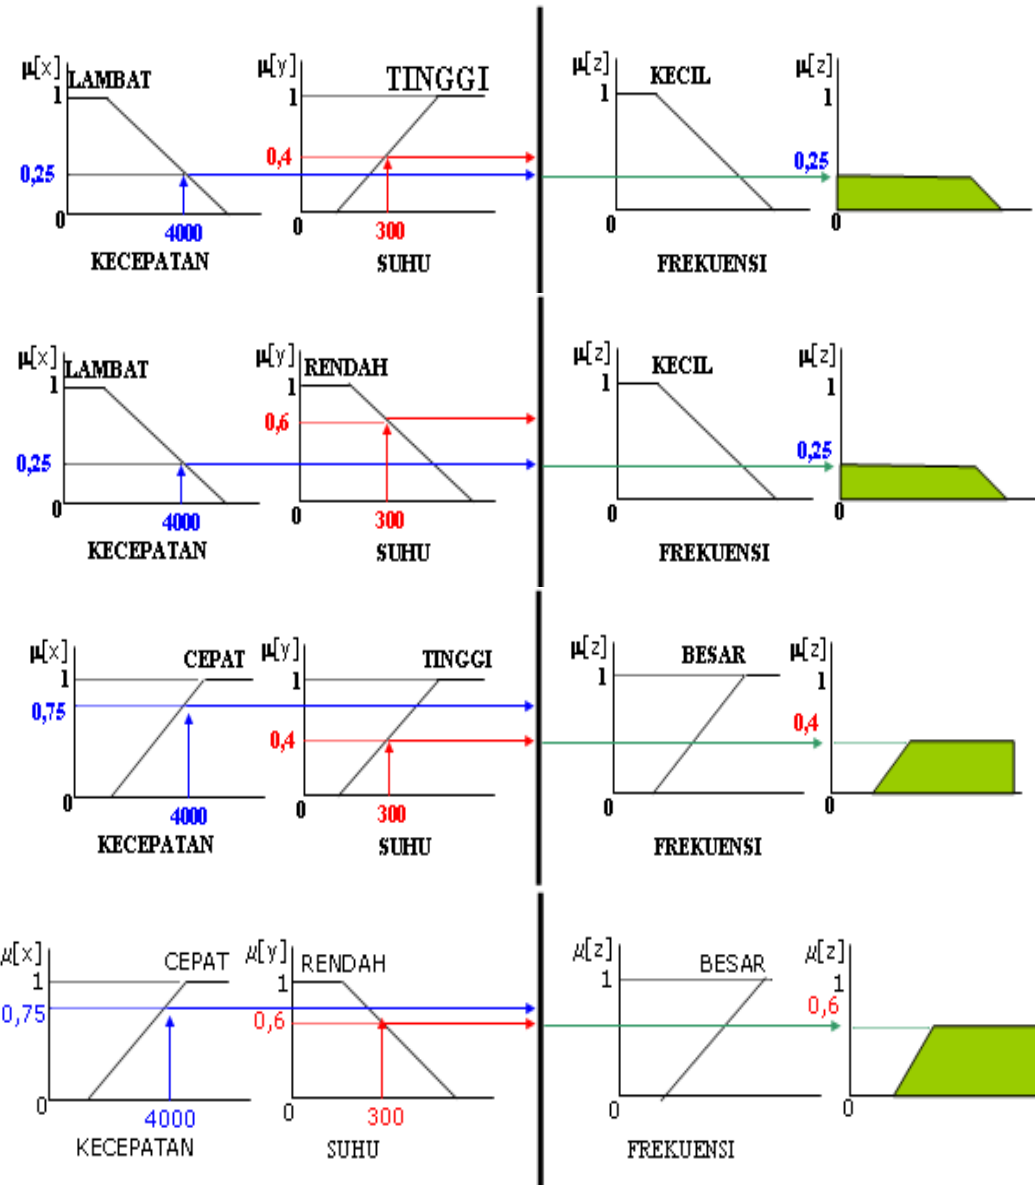 μ[x] LAMBAT
1
0,25
0
4000
KECEPATAN
μ[y] TINGGI
1
0,4
0
300
SUHU
μ[z] KECIL
1
0
FREKUENSI
μ[z]
1
0,25
0
μ[x] LAMBAT
1
0,25
0
4000
KECEPATAN
μ[y] RENDAH
1
0,6
0
300
SUHU
μ[z] KECIL
1
0
FREKUENSI
μ[z]
1
0,25
0
μ[x] CEPAT
1
0,75
0
4000
KECEPATAN
μ[y] TINGGI
1
0,4
0
300
SUHU
μ[z] BESAR
1
0
FREKUENSI
μ[z]
1
0,4
0
μ[x] CEPAT
1
0,75
0
4000
KECEPATAN
μ[y] RENDAH
1
0,6
0
300
SUHU
μ[z] BESAR
1
0
FREKUENSI
μ[z]
1
0,6
0